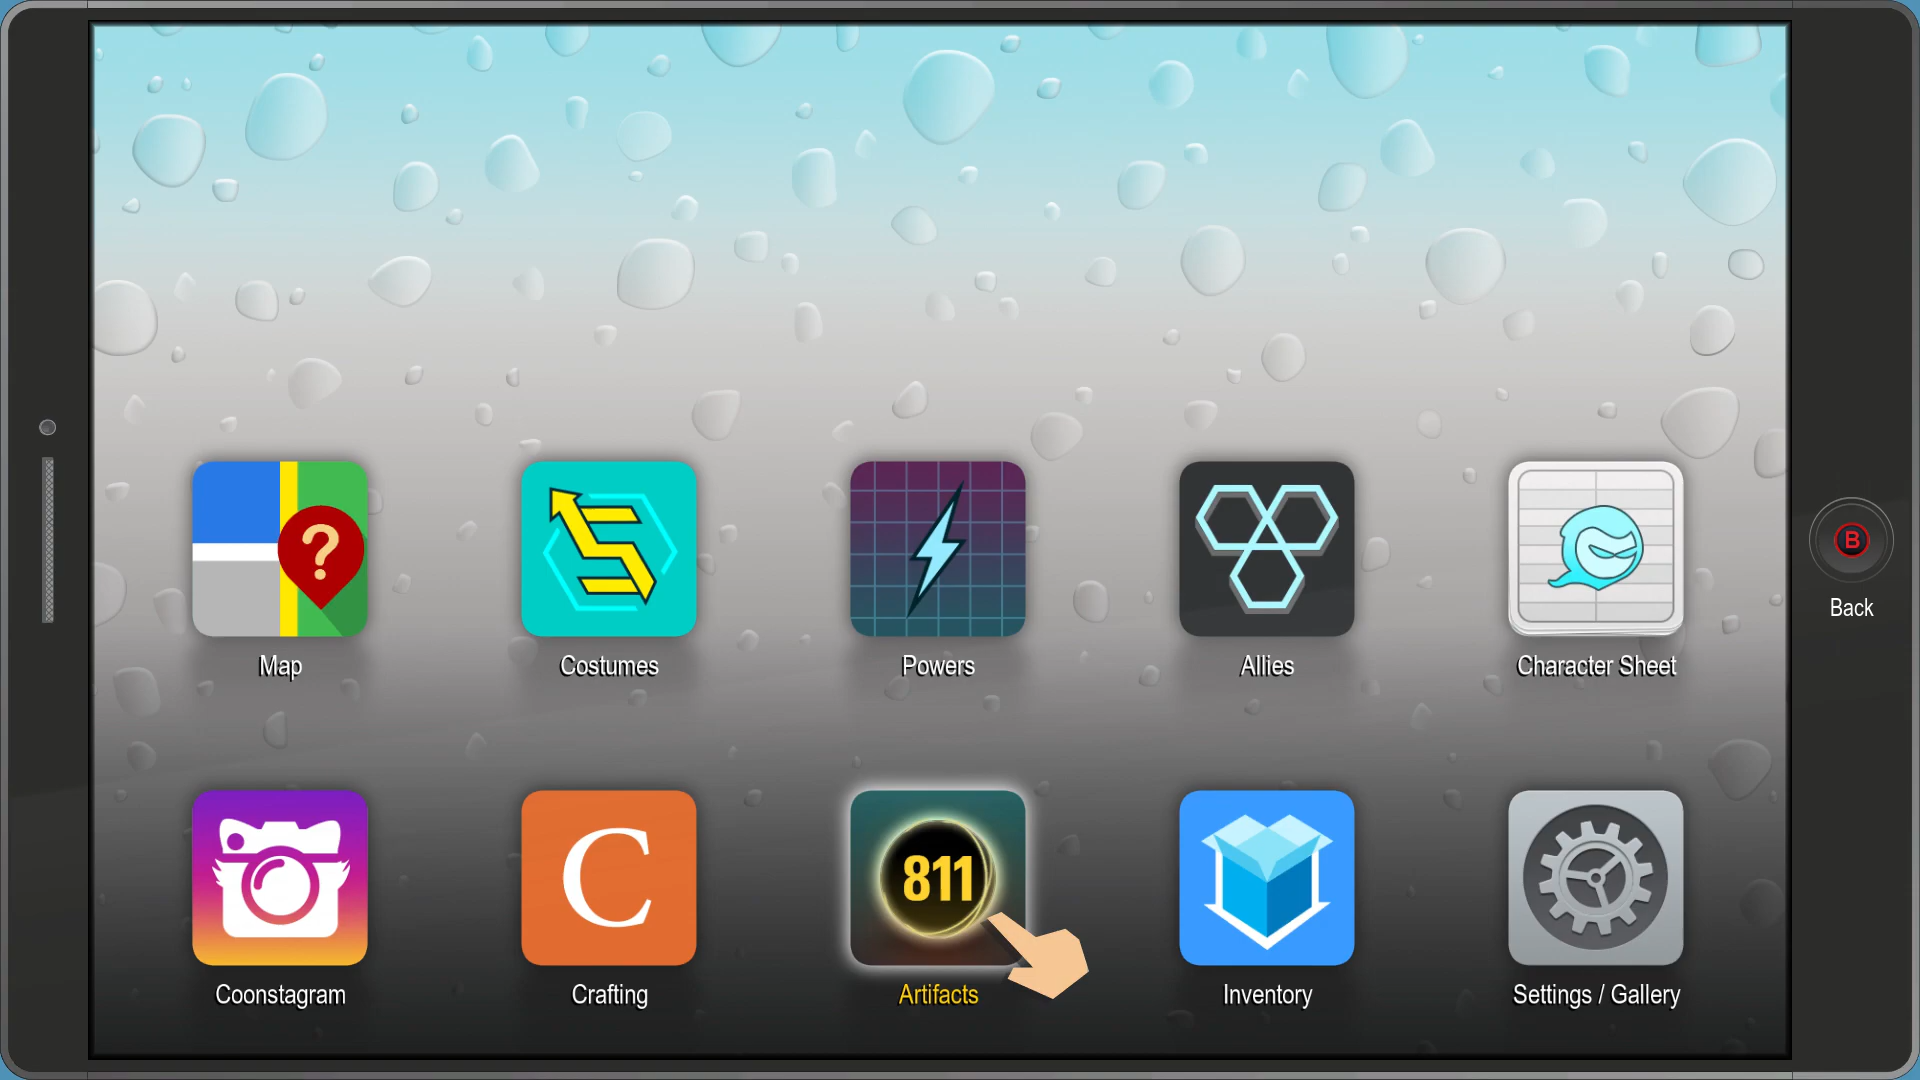 ?
Map
Costumes
Powers
Allies
Character Sheet
B
Back
C
811
Coonstagram
Crafting
Artifacts
Inventory
Settings / Gallery